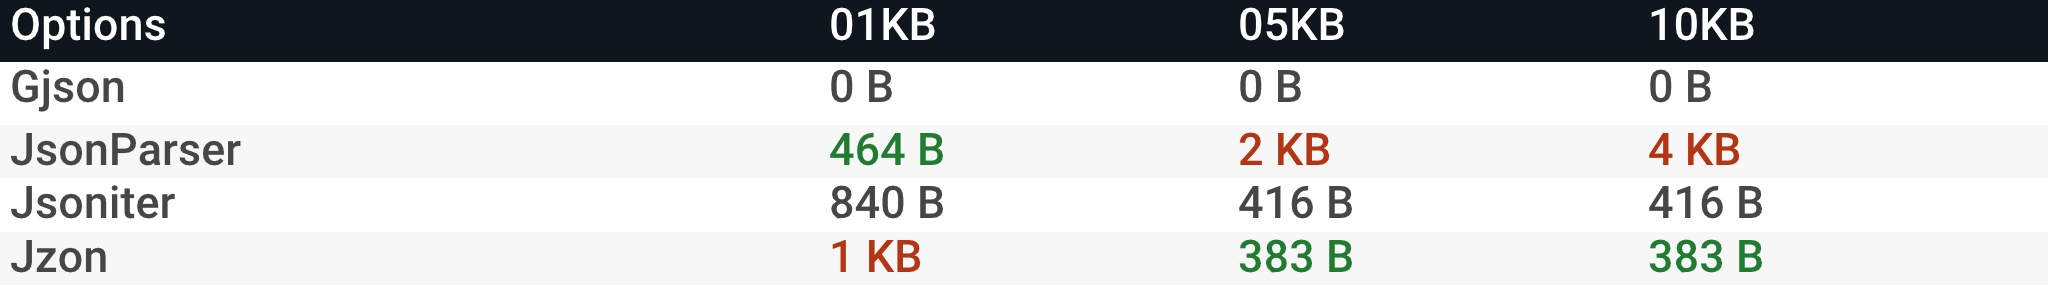 Options 01KB 05KB 10KB
Gjson 0 B 0 B 0 B
JsonParser 464 B 2 KB 4 KB
Jsoniter 840 B 416 B 416 B
Jzon 1 KB 383 B 383 B